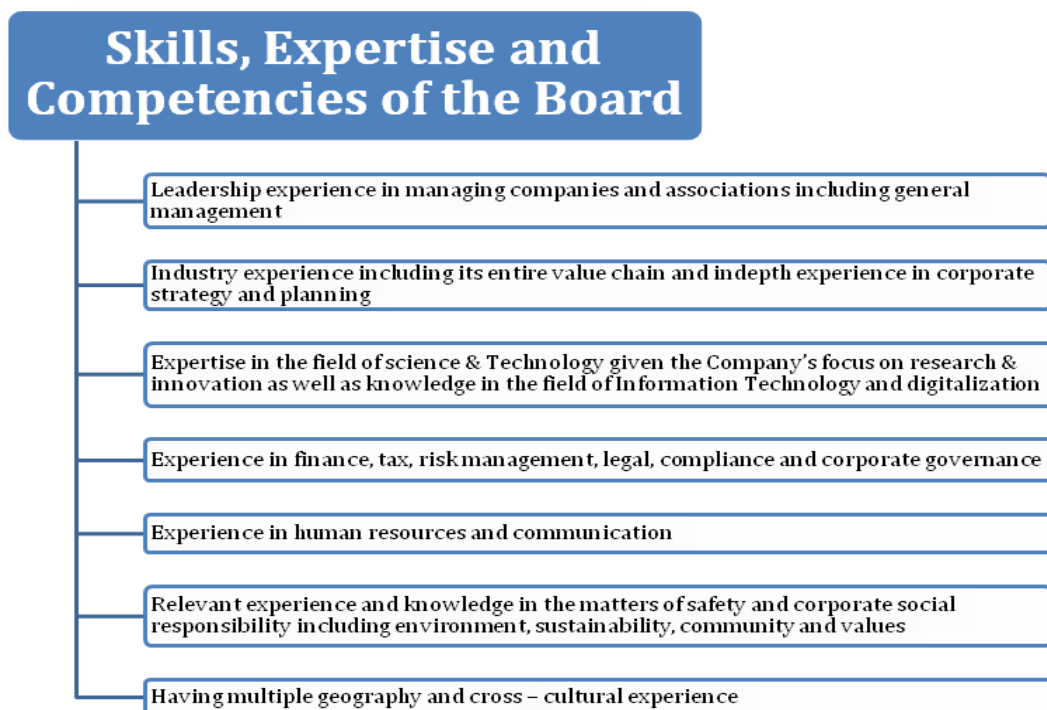 Skills, Expertise and
Competencies of the Board
Leadership experience in managing companies and associations including general
management
Industry experience including its entire value chain and indepth experience in corporate
strategy and planning
Expertise in the field of science & Technology given the Company’s focus on research &
innovation as well as knowledge in the field of Information Technology and digitalization
Experience in finance, tax, risk management, legal, compliance and corporate governance
Experience in human resources and communication
Relevant experience and knowledge in the matters of safety and corporate social
responsibility including environment, sustainability, community and values
Having multiple geography and cross – cultural experience